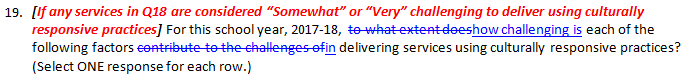 19. [If any services in Q18 are considered “Somewhat” or “Very” challenging to deliver using culturally
responsive practices] For this school year, 2017-18, to what extent doeshow challenging is each of the
following factors contribute to the challenges ofin delivering services using culturally responsive practices?
(Select ONE response for each row.)